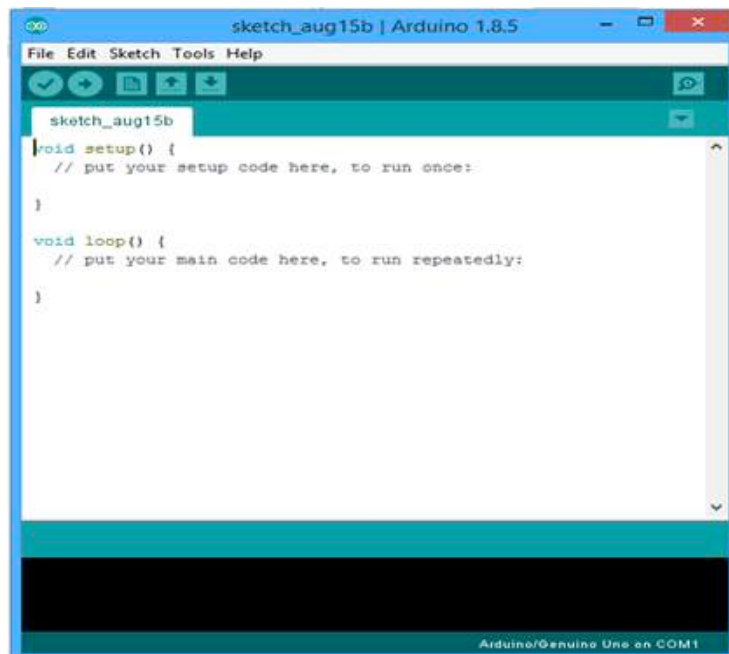 sketch_aug15b | Arduino 1.8.5
File Edit Sketch Tools Help
sketch_aug15b
void setup() {
  // put your setup code here, to run once:
}
void loop() {
  // put your main code here, to run repeatedly:
}
Arduino/Genuino Uno on COM1